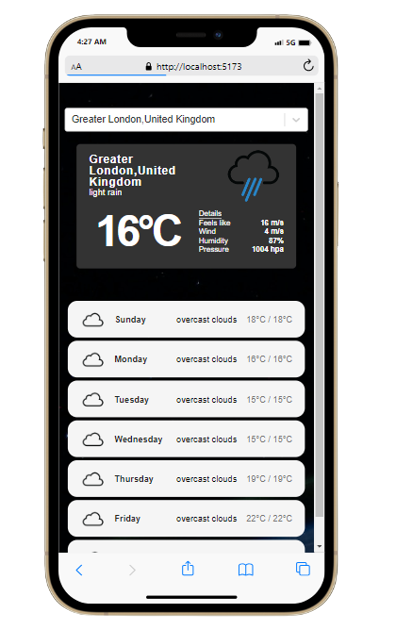 4:27 AM
5G
AA
http://localhost:5173
Greater London,United Kingdom
Greater
London,United
Kingdom
light rain
16°C
Details
Feels like 16 m/s
Wind 4 m/s
Humidity 87%
Pressure 1004 hpa
Sunday overcast clouds 18°C / 18°C
Monday overcast clouds 16°C / 16°C
Tuesday overcast clouds 15°C / 15°C
Wednesday overcast clouds 15°C / 15°C
Thursday overcast clouds 19°C / 19°C
Friday overcast clouds 22°C / 22°C